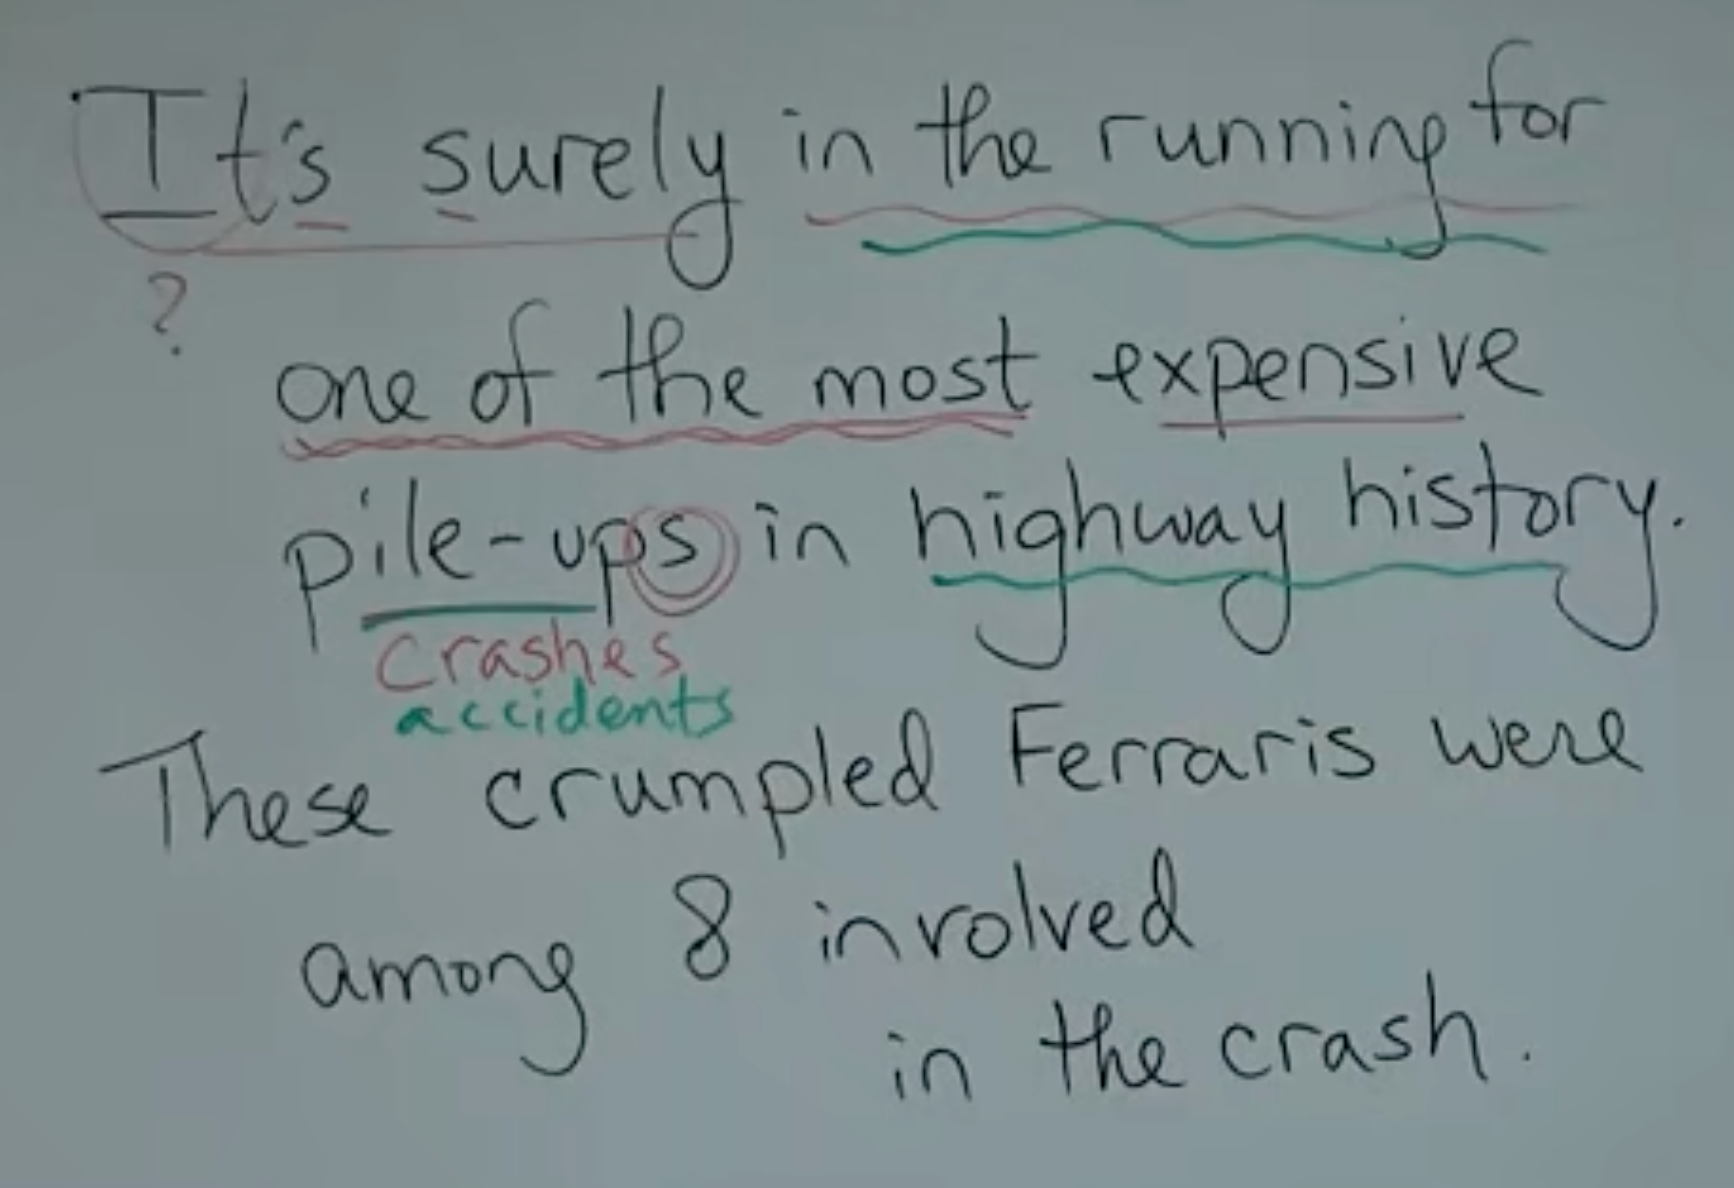 It's surely in the running for
?
one of the most expensive
pile-ups in highway history.
crashes
accidents
These crumpled Ferraris were
among 8 involved
in the crash.